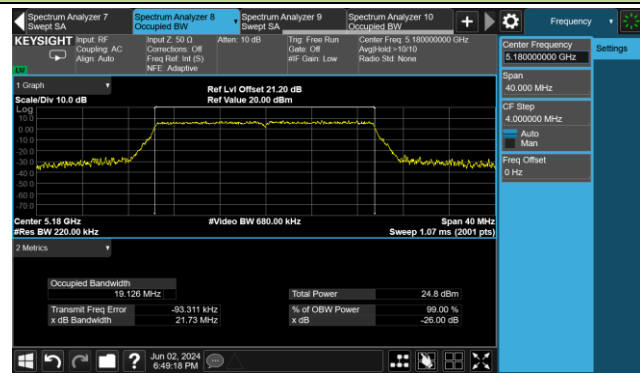 Spectrum Analyzer 7
Swept SA
Spectrum Analyzer 8
Occupied BW
Spectrum Analyzer 9
Swept SA
Spectrum Analyzer 10
Occupied BW
Frequency
KEYSIGHT
Input: RF
Coupling: AC
Align: Auto
Input Z: 50 Ω
Corrections: Off
Freq Ref: Int (S)
NFE: Adaptive
Atten: 10 dB
Trig: Free Run
Gate: Off
#IF Gain: Low
Center Freq: 5.180000000 GHz
Avg|Hold:>10/10
Radio Std: None
Center Frequency
5.180000000 GHz
Settings
Span
40.000 MHz
CF Step
4.000000 MHz
Auto
Man
Freq Offset
0 Hz
1 Graph
Scale/Div 10.0 dB
Ref Lvl Offset 21.20 dB
Ref Value 20.00 dBm
Log
10.0
0.00
-10.0
-20.0
-30.0
-40.0
-50.0
-60.0
-70.0
Center 5.18 GHz
#Res BW 220.00 kHz
#Video BW 680.00 kHz
Span 40 MHz
Sweep 1.07 ms (2001 pts)
2 Metrics
Occupied Bandwidth
19.126 MHz
Total Power 24.8 dBm
Transmit Freq Error -93.311 kHz
% of OBW Power 99.00 %
x dB Bandwidth 21.73 MHz
x dB -26.00 dB
Jun 02, 2024
6:49:18 PM